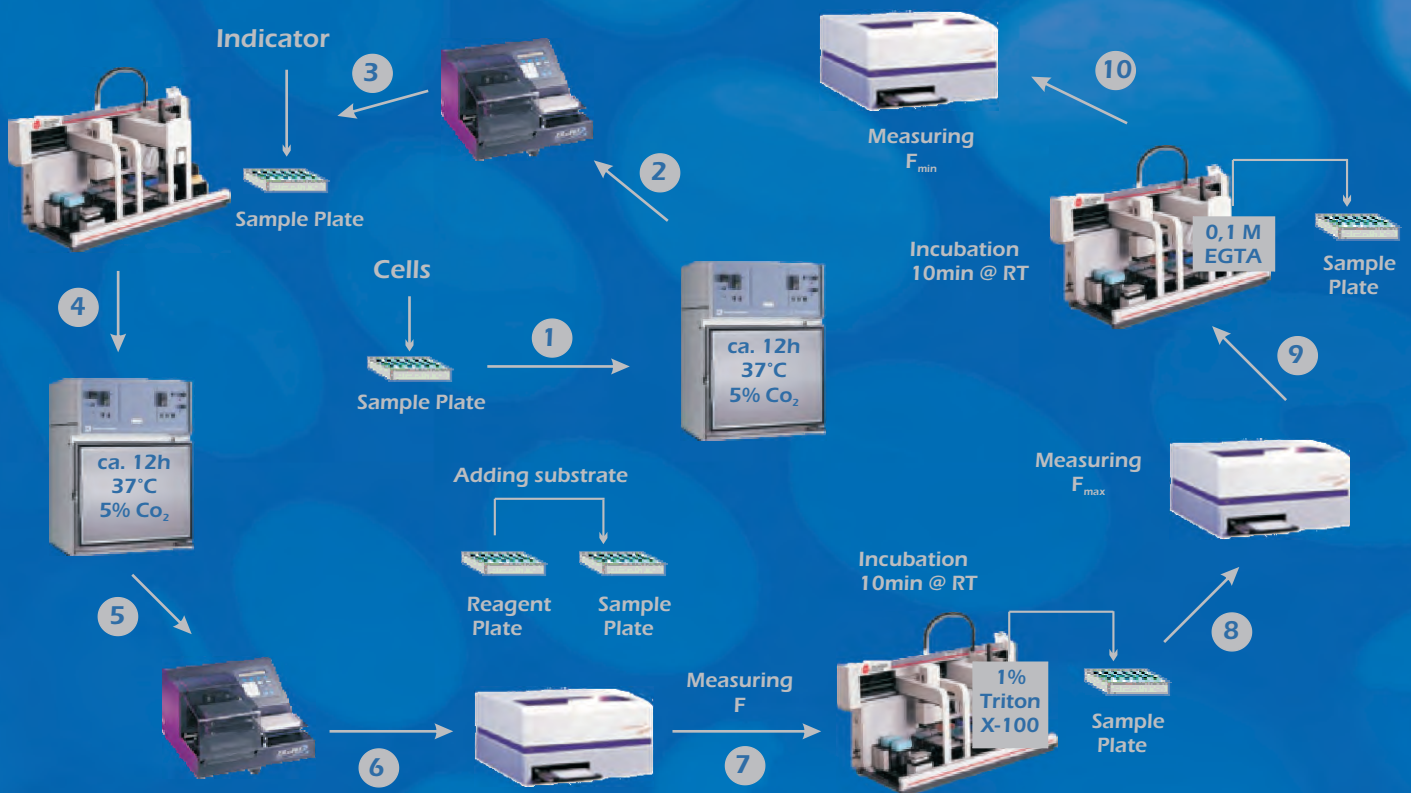 Indicator
3
Sample Plate
2
4
Cells
1
Sample Plate
ca. 12h
37°C
5% Co₂
ca. 12h
37°C
5% Co₂
5
Adding substrate
Reagent
Plate
Sample
Plate
6
Measuring
F
7
Incubation
10min @ RT
1%
Triton
X-100
Sample
Plate
8
Measuring
Fmax
9
Incubation
10min @ RT
0,1 M
EGTA
Sample
Plate
10
Measuring
Fmin